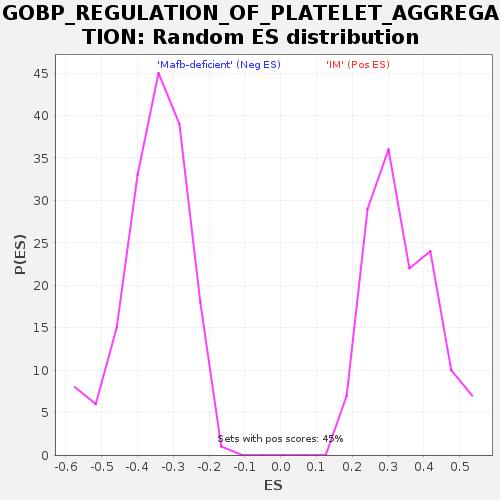 GOBP_REGULATION_OF_PLATELET_AGGREGA
TION: Random ES distribution
'Mafb-deficient' (Neg ES) 'IM' (Pos ES)
45
40
35
30
25
20
15
10
5
0
P(ES)
Sets with pos scores: 45%
-0.6 -0.5 -0.4 -0.3 -0.2 -0.1 0.0 0.1 0.2 0.3 0.4 0.5
ES